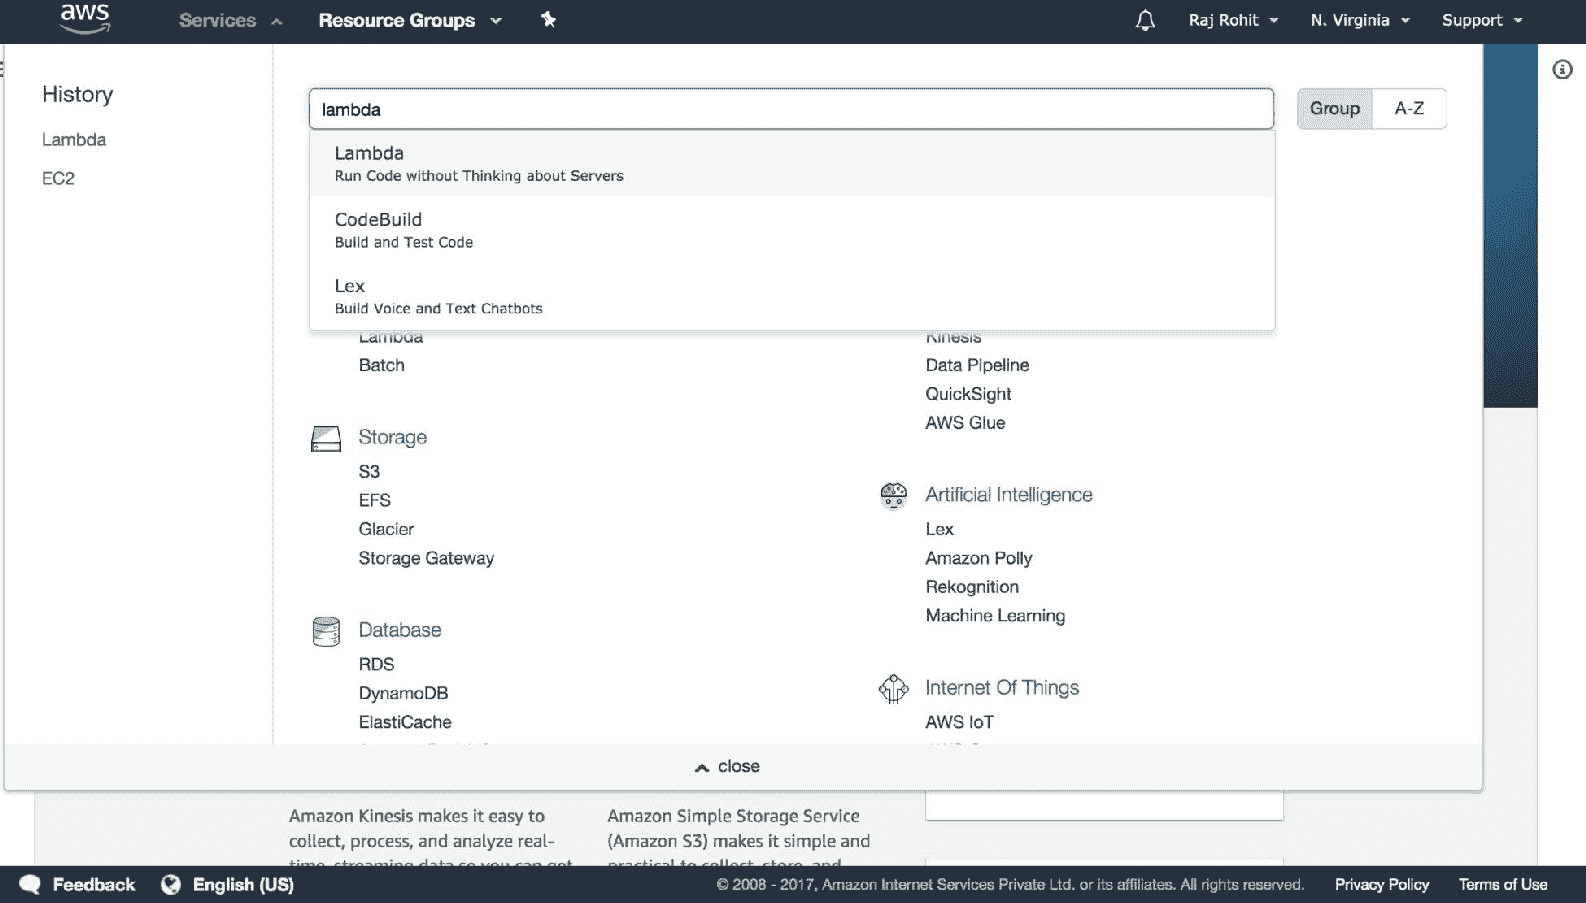 aws
Services
Resource Groups
Raj Rohit
N. Virginia
Support
History
Lambda
EC2
lambda
Group
A-Z
Lambda
Run Code without Thinking about Servers
CodeBuild
Build and Test Code
Lex
Build Voice and Text Chatbots
Lambda
Batch
Storage
S3
EFS
Glacier
Storage Gateway
Database
RDS
DynamoDB
ElastiCache
Kinesis
Data Pipeline
QuickSight
AWS Glue
Artificial Intelligence
Lex
Amazon Polly
Rekognition
Machine Learning
Internet Of Things
AWS IoT
close
Amazon Kinesis makes it easy to
collect, process, and analyze real-
time, streaming data so you can get
Amazon Simple Storage Service
(Amazon S3) makes it simple and
practical to collect, store, and
Feedback
English (US)
© 2008 - 2017, Amazon Internet Services Private Ltd. or its affiliates. All rights reserved.
Privacy Policy
Terms of Use